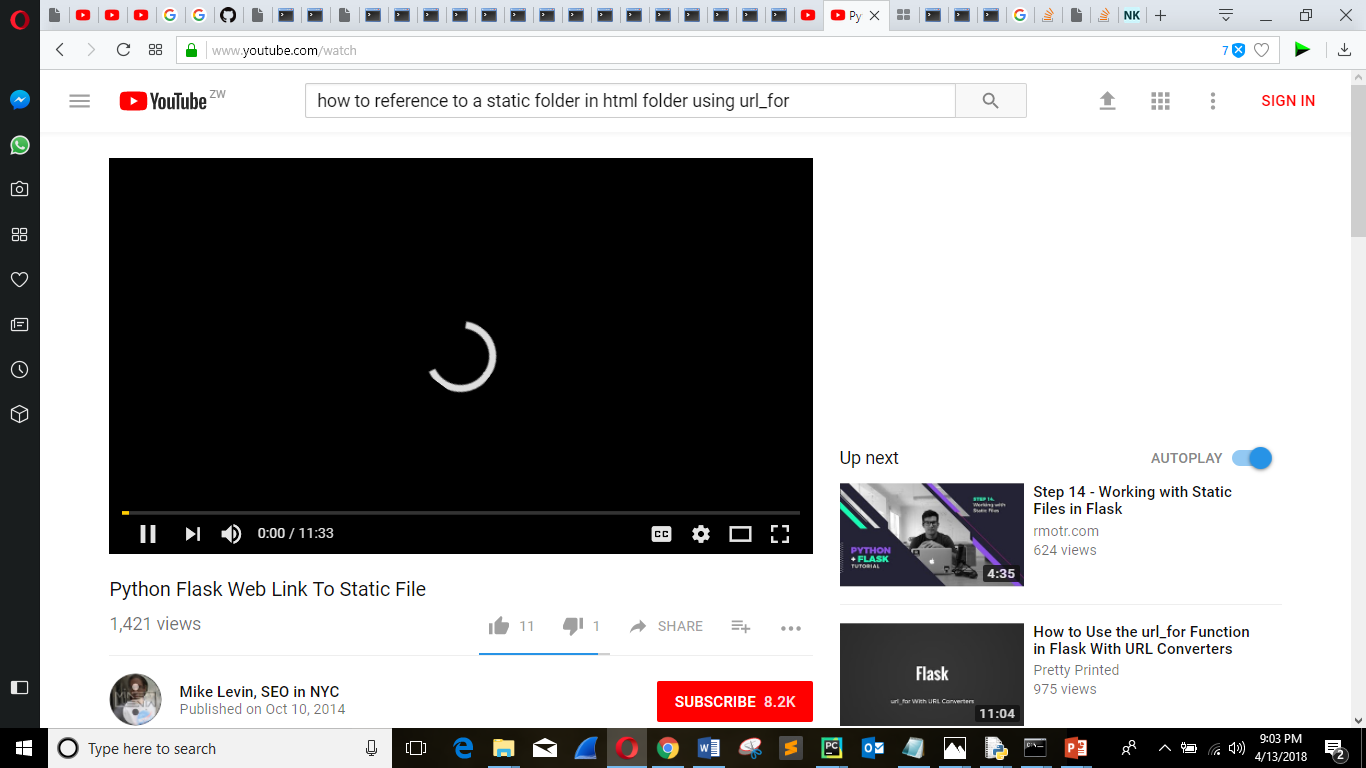 Py
NK
www.youtube.com/watch
7
YouTube ZW
how to reference to a static folder in html folder using url_for
SIGN IN
0:00 / 11:33
CC
Python Flask Web Link To Static File
1,421 views
11
1
SHARE
Mike Levin, SEO in NYC
Published on Oct 10, 2014
SUBSCRIBE 8.2K
Up next
AUTOPLAY
STEP 14.
Working with
Static Files
PYTHON
+ FLASK
TUTORIAL
4:35
Step 14 - Working with Static
Files in Flask
rmotr.com
624 views
Flask
url_for With URL Converters
11:04
How to Use the url_for Function
in Flask With URL Converters
Pretty Printed
975 views
Type here to search
9:03 PM
4/13/2018
2